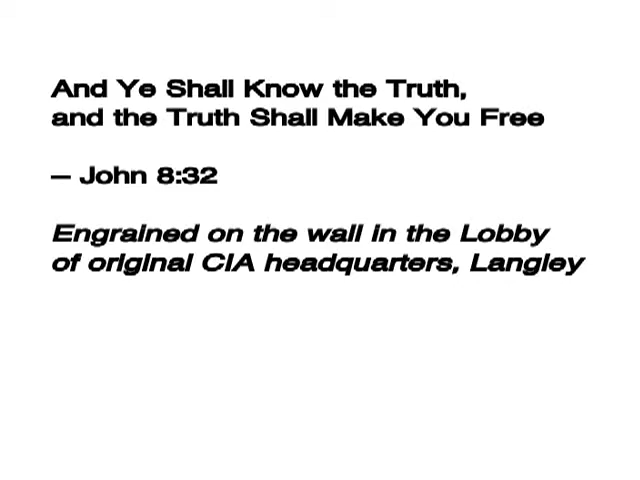 And Ye Shall Know the Truth,
and the Truth Shall Make You Free
— John 8:32
Engrained on the wall in the Lobby
of original CIA headquarters, Langley